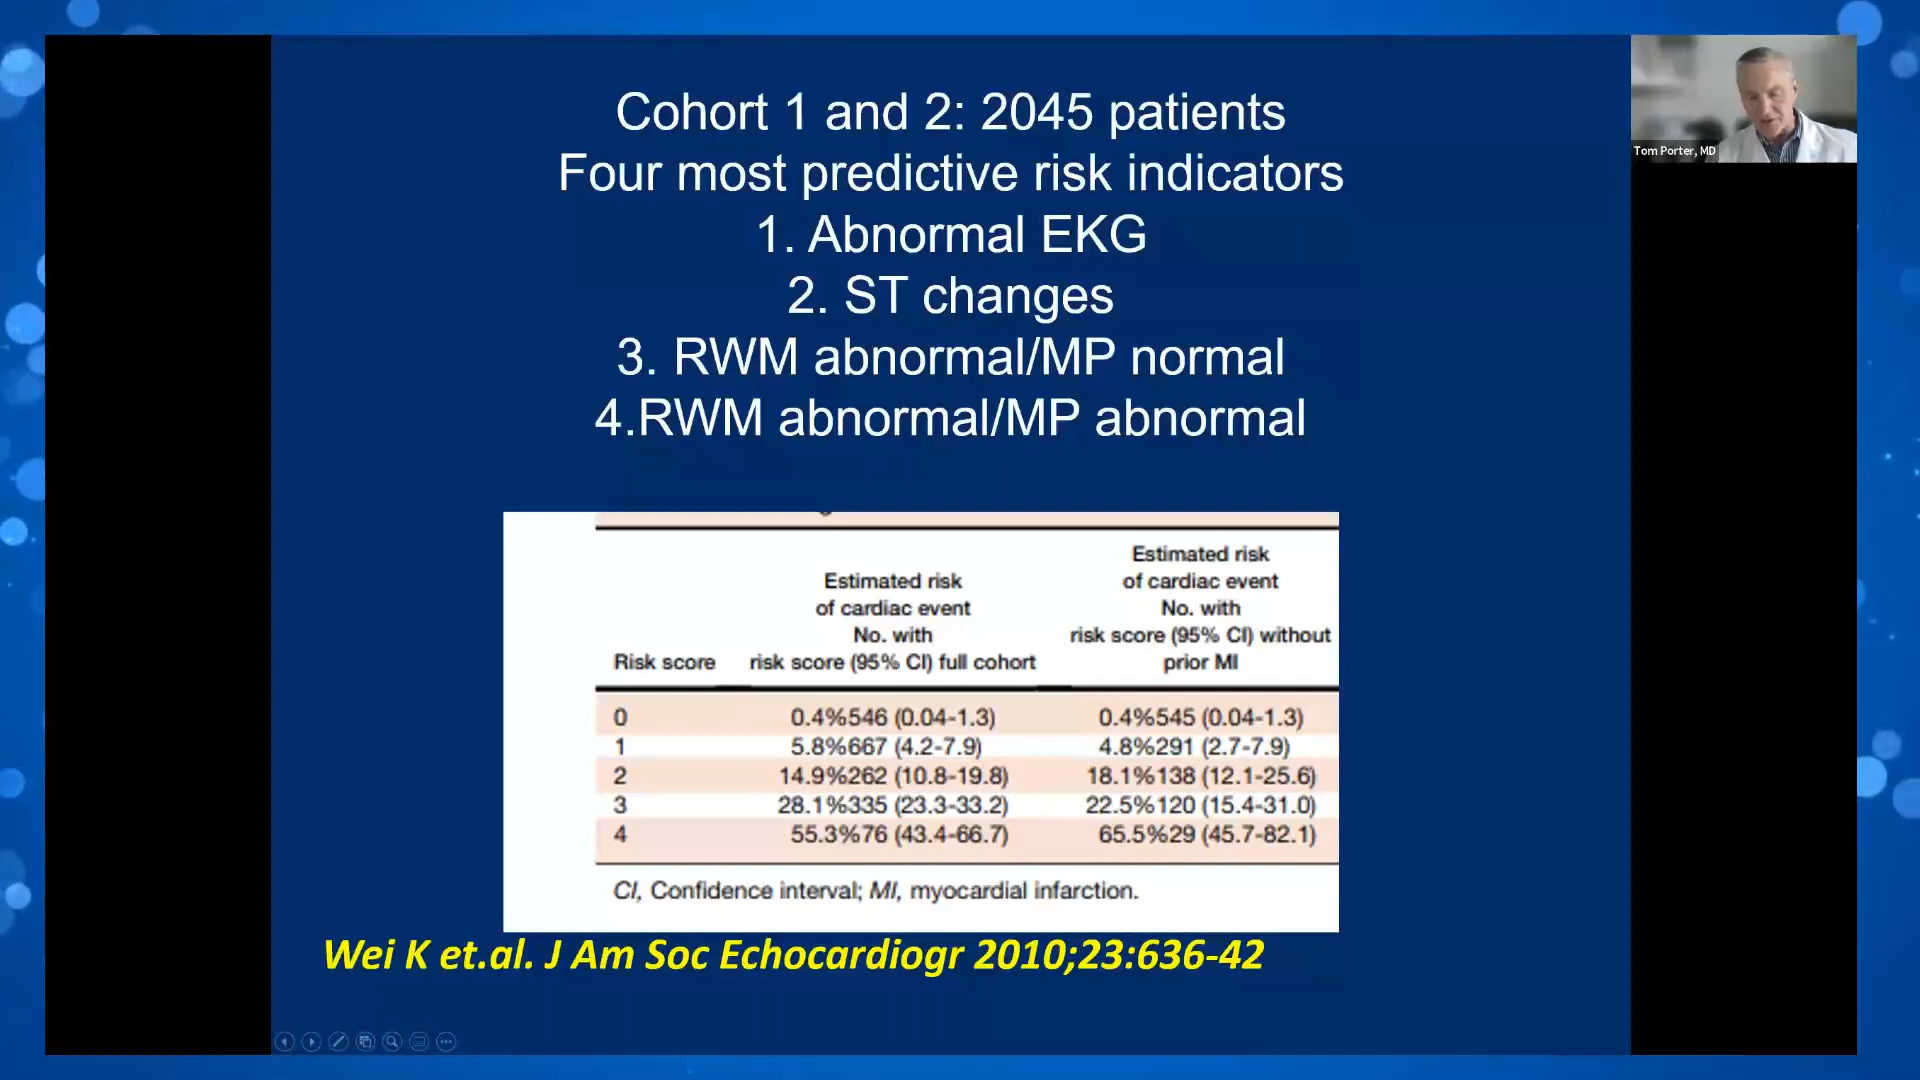 Cohort 1 and 2: 2045 patients
Four most predictive risk indicators
1. Abnormal EKG
2. ST changes
3. RWM abnormal/MP normal
4.RWM abnormal/MP abnormal
Tom Porter, MD
Estimated risk
of cardiac event
No. with
risk score (95% CI) full cohort
Estimated risk
of cardiac event
No. with
risk score (95% CI) without
prior MI
Risk score
0 0.4%546 (0.04-1.3) 0.4%545 (0.04-1.3)
1 5.8%667 (4.2-7.9) 4.8%291 (2.7-7.9)
2 14.9%262 (10.8-19.8) 18.1%138 (12.1-25.6)
3 28.1%335 (23.3-33.2) 22.5%120 (15.4-31.0)
4 55.3%76 (43.4-66.7) 65.5%29 (45.7-82.1)
CI, Confidence interval; MI, myocardial infarction.
Wei K et.al. J Am Soc Echocardiogr 2010;23:636-42